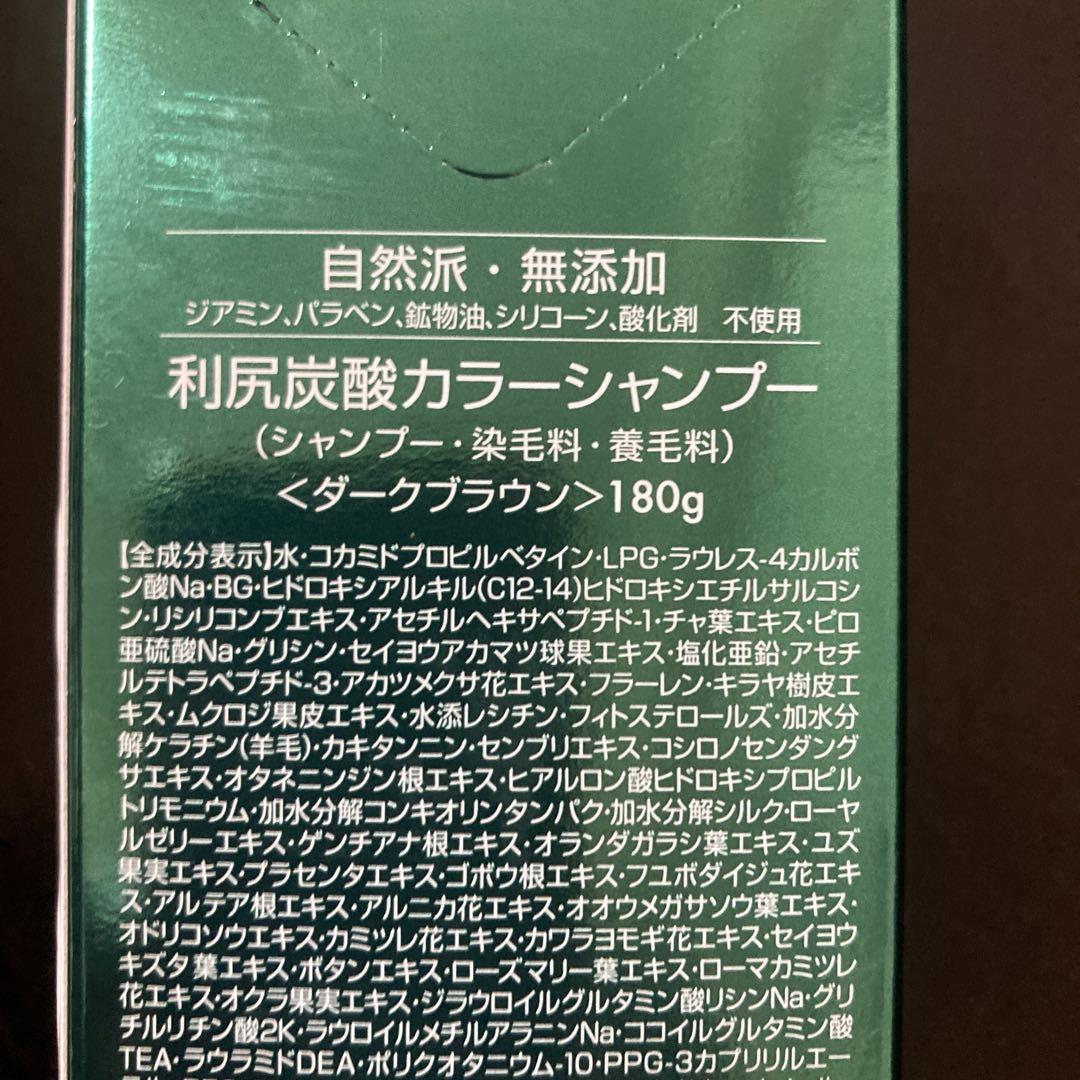 自然派・無添加
ジアミン、パラベン、鉱物油、シリコーン、酸化剤　不使用
利尻炭酸カラーシャンプー
（シャンプー・染毛料・養毛料）
＜ダークブラウン＞180g
【全成分表示】水・コカミドプロピルベタイン・LPG・ラウレス-4カルボ
ン酸Na・BG・ヒドロキシアルキル(C12-14)ヒドロキシエチルサルコシ
ン・リシリコンブエキス・アセチルヘキサペプチド-1・チャ葉エキス・ピロ
亜硫酸Na・グリシン・セイヨウアカマツ球果エキス・塩化亜鉛・アセチ
ルテトラペプチド-3・アカツメクサ花エキス・フラーレン・キラヤ樹皮エ
キス・ムクロジ果皮エキス・水添レシチン・フィトステロールズ・加水分
解ケラチン(羊毛)・カキタンニン・センブリエキス・コシロノセンダング
サエキス・オタネニンジン根エキス・ヒアルロン酸ヒドロキシプロピル
トリモニウム・加水分解コンキオリンタンパク・加水分解シルク・ローヤ
ルゼリーエキス・ゲンチアナ根エキス・オランダガラシ葉エキス・ユズ
果実エキス・プラセンタエキス・ゴボウ根エキス・フユボダイジュ花エキ
ス・アルテア根エキス・アルニカ花エキス・オオウメガサソウ葉エキス・
オドリコソウエキス・カミツレ花エキス・カワラヨモギ花エキス・セイヨウ
キズタ葉エキス・ボタンエキス・ローズマリー葉エキス・ローマカミツレ
花エキス・オクラ果実エキス・ジラウロイルグルタミン酸リシンNa・グリ
チルリチン酸2K・ラウロイルメチルアラニンNa・ココイルグルタミン酸
TEA・ラウラミドDEA・ポリクオタニウム-10・PPG-3カプリリルエー